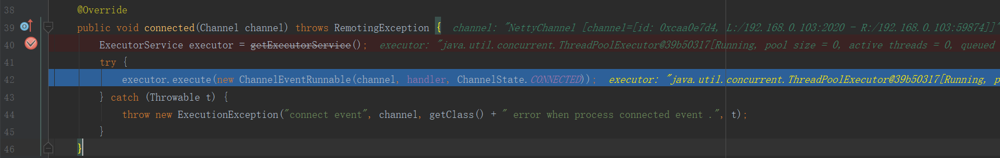 38 @Override
39 public void connected(Channel channel) throws RemotingException { channel: "NettyChannel [channel=[id: 0xcaa0e7d4, L:/192.168.0.103:2020 - R:/192.168.0.103:59874]]"
40 ExecutorService executor = getExecutorService(); executor: "java.util.concurrent.ThreadPoolExecutor@39b50317[Running, pool size = 0, active threads = 0, queued
41 try {
42 executor.execute(new ChannelEventRunnable(channel, handler, ChannelState.CONNECTED)); executor: "java.util.concurrent.ThreadPoolExecutor@39b50317[Running, p
43 } catch (Throwable t) {
44 throw new ExecutionException("connect event", channel, getClass() + " error when process connected event .", t);
45 }
46 }